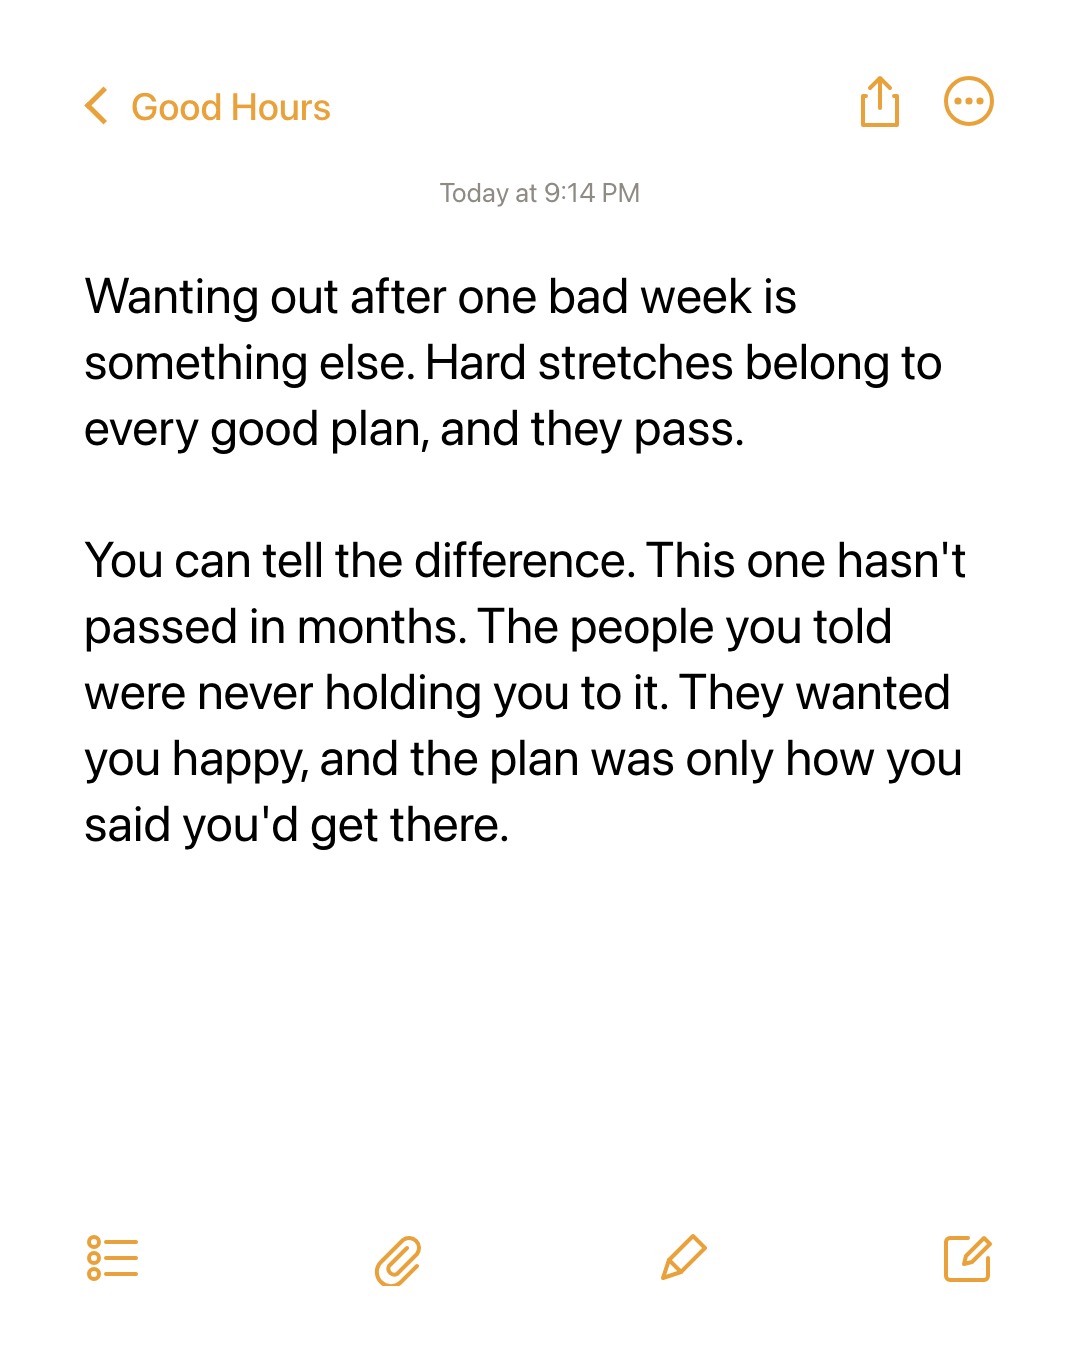 Good Hours
Today at 9:14 PM
Wanting out after one bad week is
something else. Hard stretches belong to
every good plan, and they pass.
You can tell the difference. This one hasn't
passed in months. The people you told
were never holding you to it. They wanted
you happy, and the plan was only how you
said you'd get there.